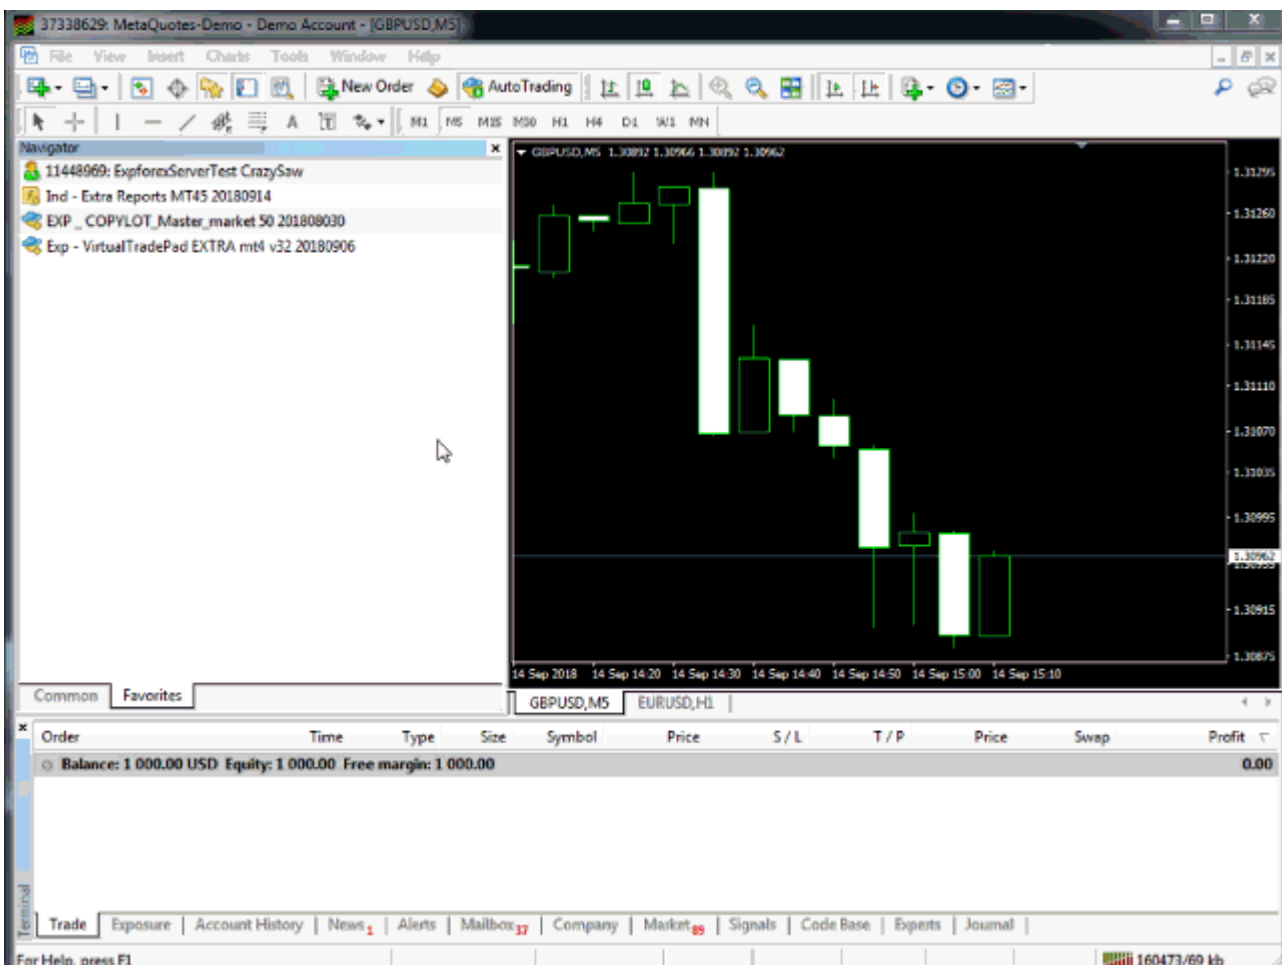 37338629: MetaQuotes-Demo - Demo Account - [GBPUSD,M5]
File View Insert Charts Tools Window Help
New Order AutoTrading
A T M1 M5 M15 M30 H1 H4 D1 W1 MN
Navigator
11448969: ExpforexServerTest CrazySaw
Ind - Extra Reports MT45 20180914
EXP _ COPYLOT_Master_market 50 201808030
Exp - VirtualTradePad EXTRA mt4 v32 20180906
Common Favorites
GBPUSD,M5 1.30892 1.30966 1.30892 1.30962
1.31295
1.31260
1.31220
1.31185
1.31145
1.31110
1.31070
1.31035
1.30995
1.30962
1.30915
1.30875
14 Sep 2018 14 Sep 14:20 14 Sep 14:30 14 Sep 14:40 14 Sep 14:50 14 Sep 15:00 14 Sep 15:10
GBPUSD,M5 EURUSD,H1
Order Time Type Size Symbol Price S / L T / P Price Swap Profit
Balance: 1 000.00 USD Equity: 1 000.00 Free margin: 1 000.00 0.00
Terminal
Trade Exposure Account History News 1 Alerts Mailbox 37 Company Market 89 Signals Code Base Experts Journal
For Help, press F1 160473/69 kb